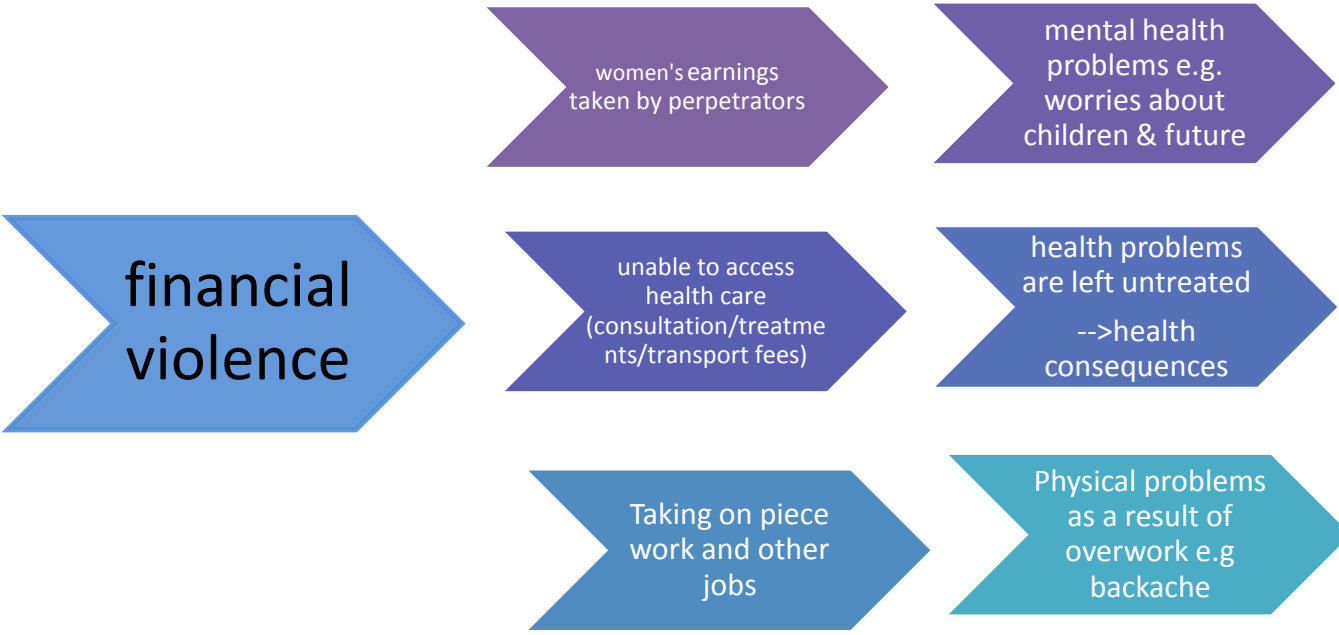 financial
violence
women's earnings
taken by perpetrators
mental health
problems e.g.
worries about
children & future
unable to access
health care
(consultation/treatme
nts/transport fees)
health problems
are left untreated
-->health
consequences
Taking on piece
work and other
jobs
Physical problems
as a result of
overwork e.g
backache